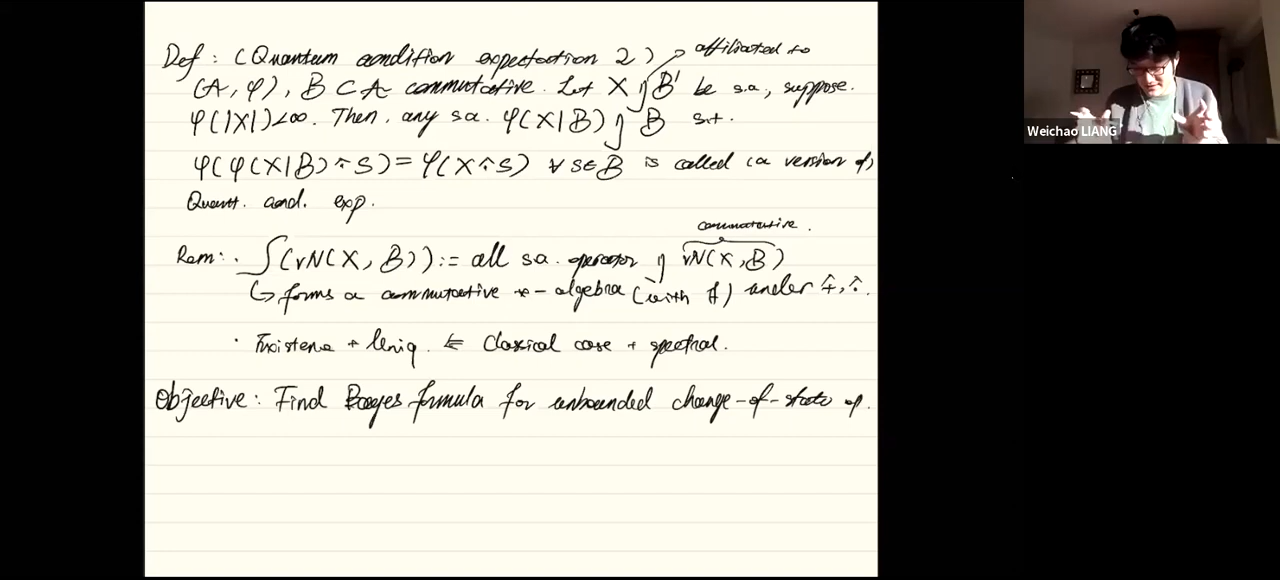 Def: (Quantum condition expectation 2) affiliated to
(A, φ), B ⊂ A commutative. Let X η B' be s.a., suppose.
φ(|X|)<∞. Then, any s.a. φ(X|B) η B s.t.
φ(φ(X|B) ∸ S) = φ(X ∸ S) ∀ S∈B is called (a version of)
Quant. cond. exp.
commutative.
Rem: · S(vN(X, B)) := all s.a. operator η vN(X, B)
↳ forms a commutative *-algebra (with 1) under +̂, ∸.
· Existence + Uniq. ⇐ Classical case + spectral.
Objective: Find Bayes formula for unbounded change-of-state op.
Weichao LIANG